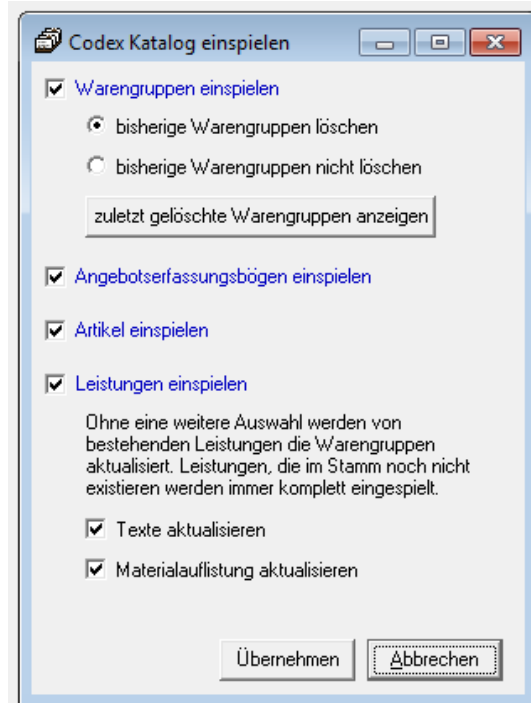 Codex Katalog einspielen
Warengruppen einspielen
bisherige Warengruppen löschen
bisherige Warengruppen nicht löschen
zuletzt gelöschte Warengruppen anzeigen
Angebotserfassungsbögen einspielen
Artikel einspielen
Leistungen einspielen
Ohne eine weitere Auswahl werden von
bestehenden Leistungen die Warengruppen
aktualisiert. Leistungen, die im Stamm noch nicht
existieren werden immer komplett eingespielt.
Texte aktualisieren
Materialauflistung aktualisieren
Übernehmen
Abbrechen